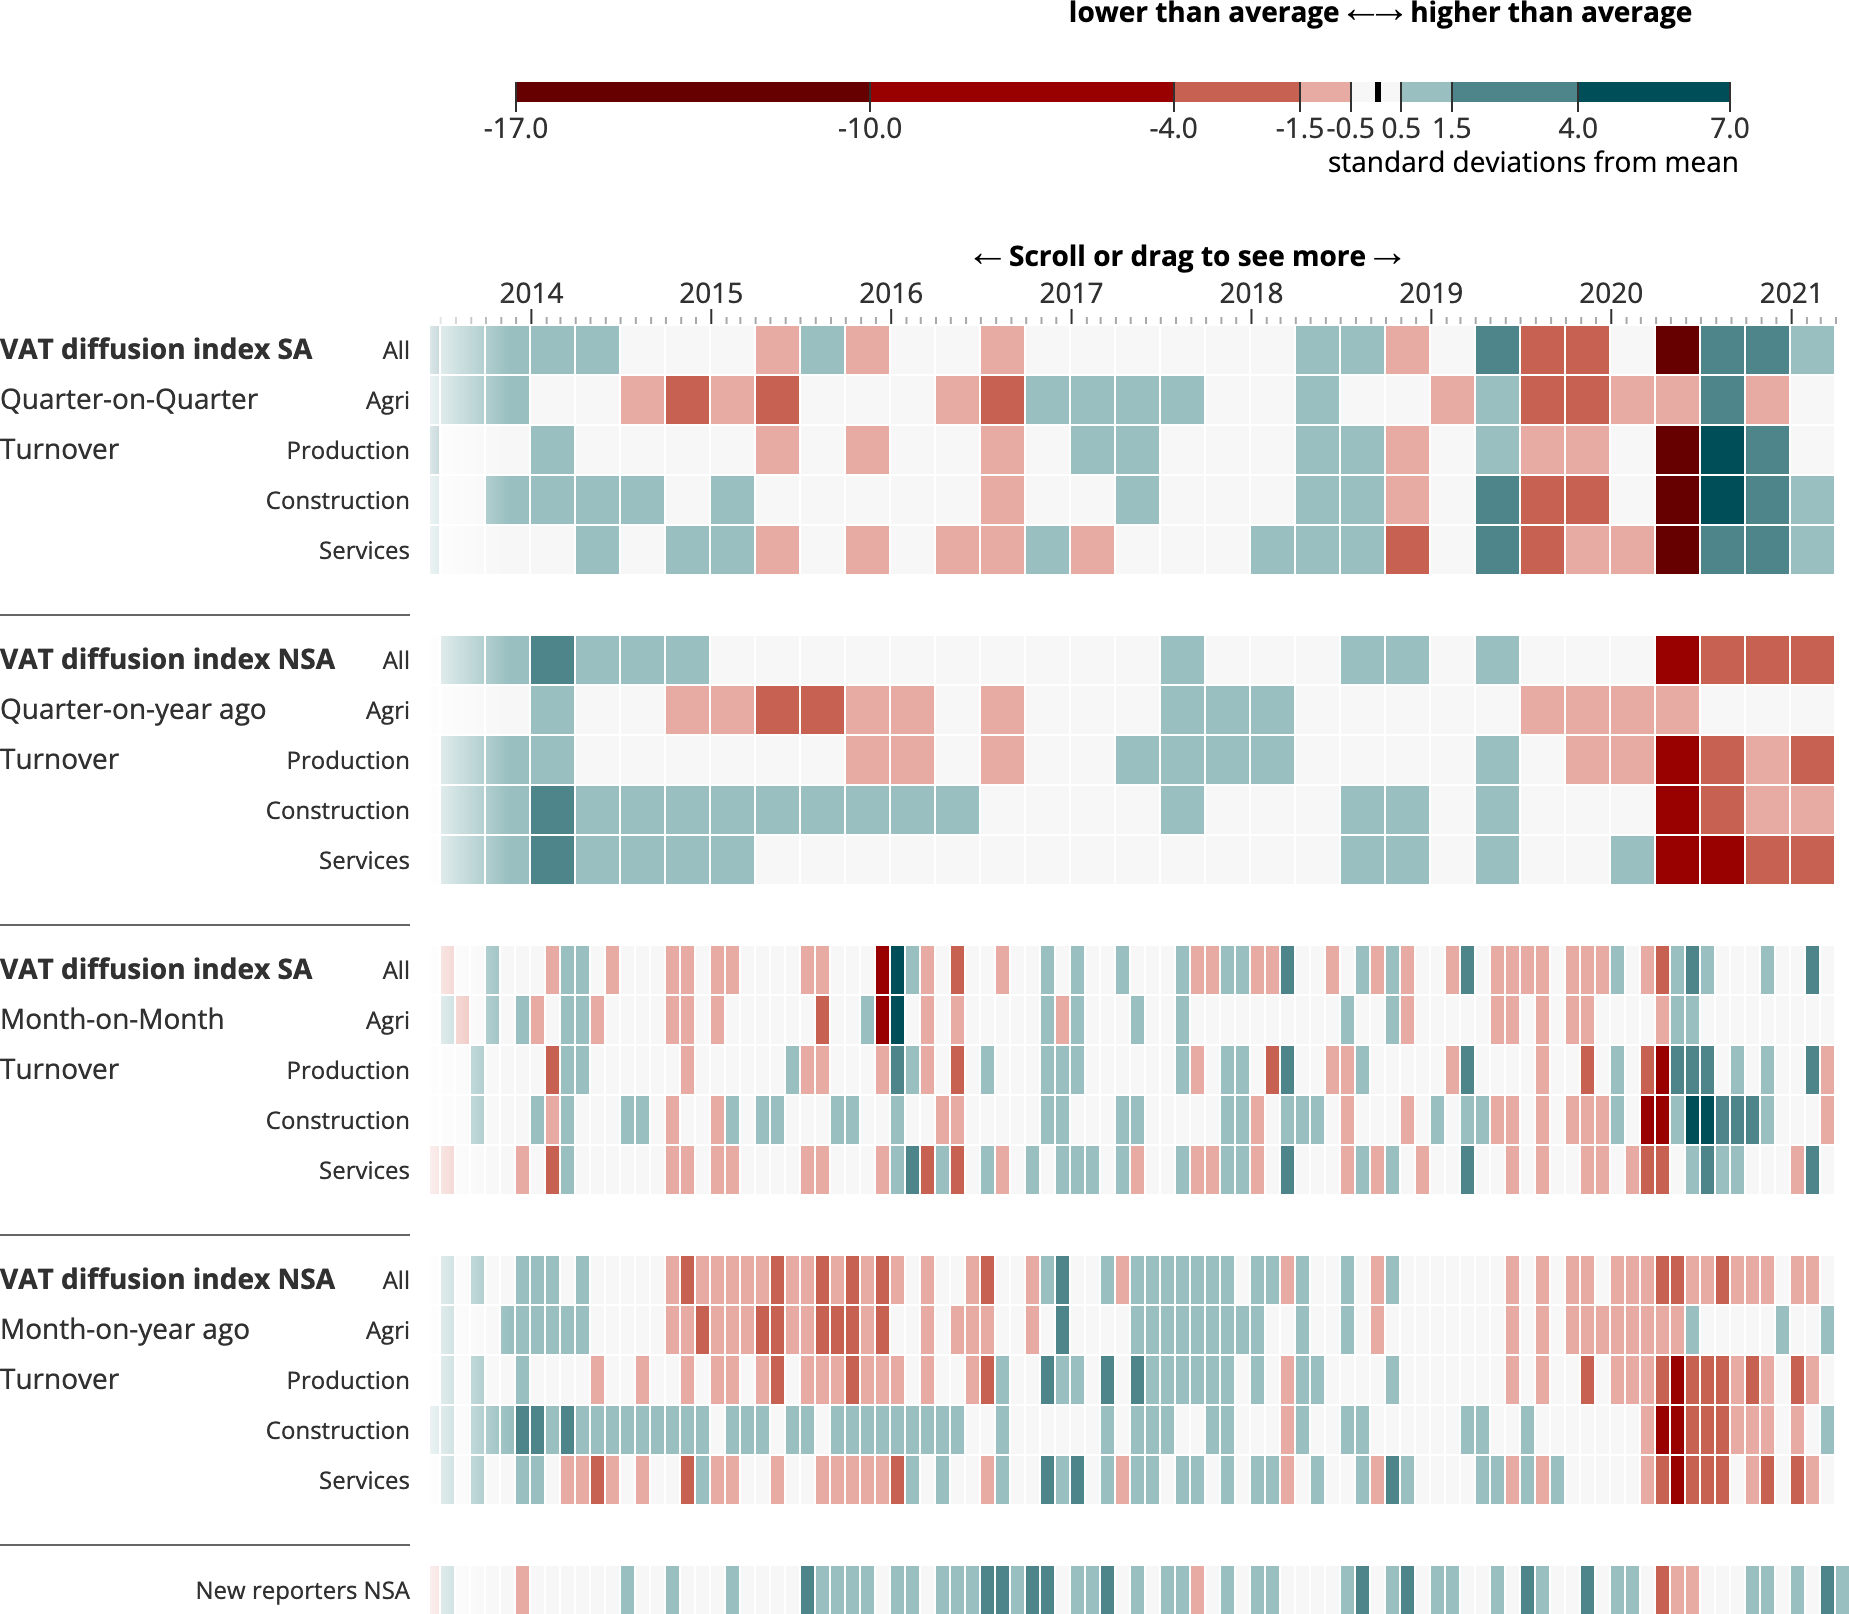 lower than average ←→ higher than average
-17.0 -10.0 -4.0 -1.5 -0.5 0.5 1.5 4.0 7.0
standard deviations from mean
← Scroll or drag to see more →
2014 2015 2016 2017 2018 2019 2020 2021
VAT diffusion index SA All
Quarter-on-Quarter Agri
Turnover Production
Construction
Services
VAT diffusion index NSA All
Quarter-on-year ago Agri
Turnover Production
Construction
Services
VAT diffusion index SA All
Month-on-Month Agri
Turnover Production
Construction
Services
VAT diffusion index NSA All
Month-on-year ago Agri
Turnover Production
Construction
Services
New reporters NSA